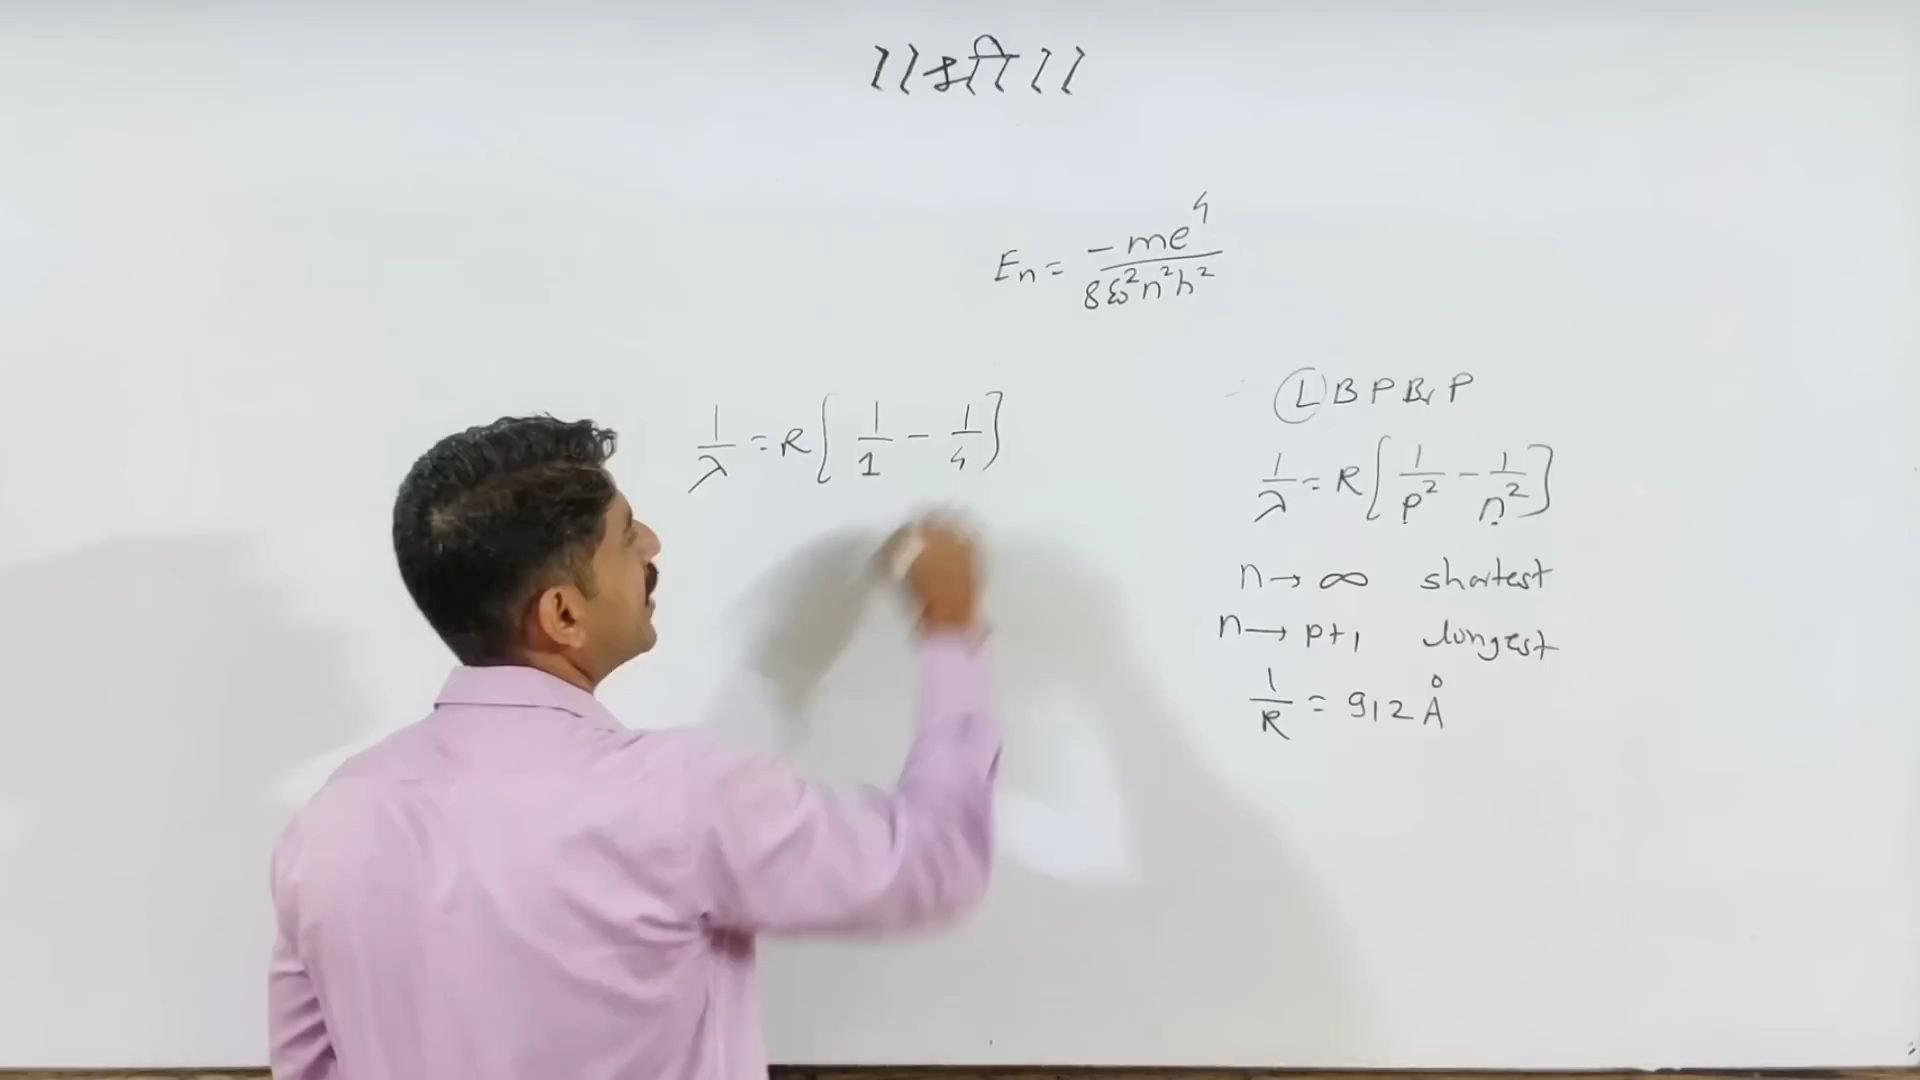 ।।श्री।।
En = -me⁴ / 8ε₀²n²h²
1/λ = R[1/1 - 1/4]
L B P Br P
1/λ = R[1/p² - 1/n²]
n → ∞ shortest
n → p+1 longest
1/R = 912 Å